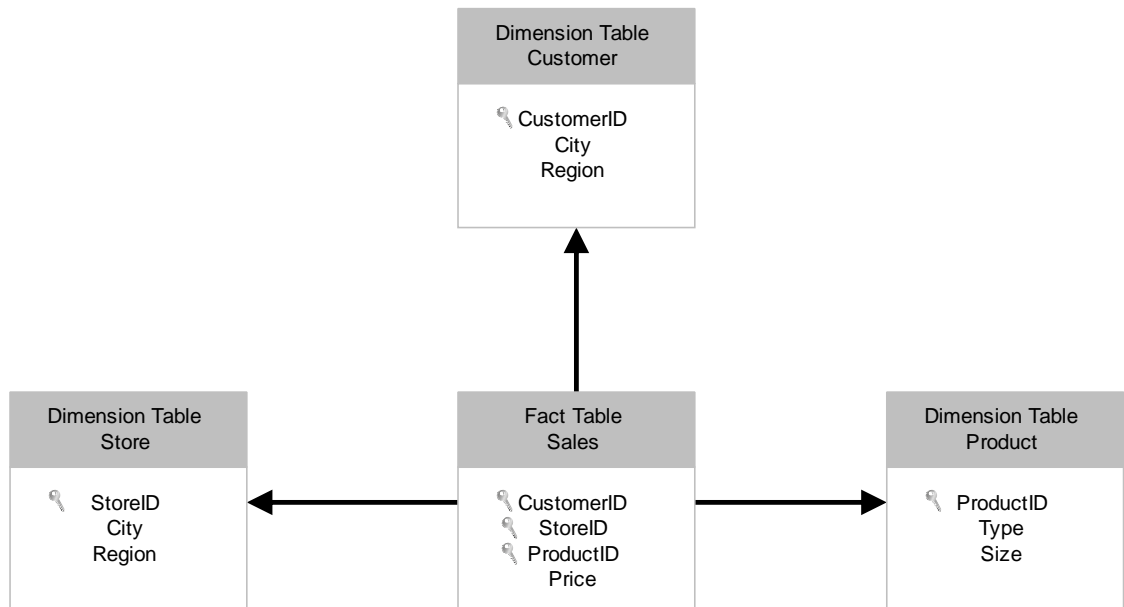 Dimension Table
Customer
CustomerID
City
Region
Dimension Table
Store
StoreID
City
Region
Fact Table
Sales
CustomerID
StoreID
ProductID
Price
Dimension Table
Product
ProductID
Type
Size